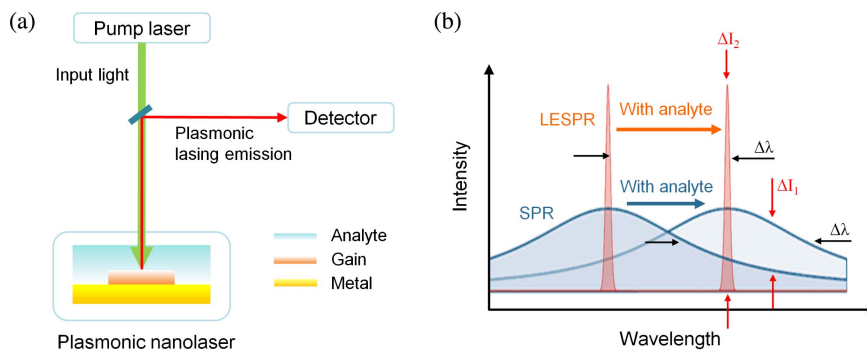 (a)
Pump laser
Input light
Detector
Plasmonic
lasing emission
Analyte
Gain
Metal
Plasmonic nanolaser
(b)
ΔI2
LESPR
With analyte
Δλ
With analyte
ΔI1
SPR
Δλ
Intensity
Wavelength